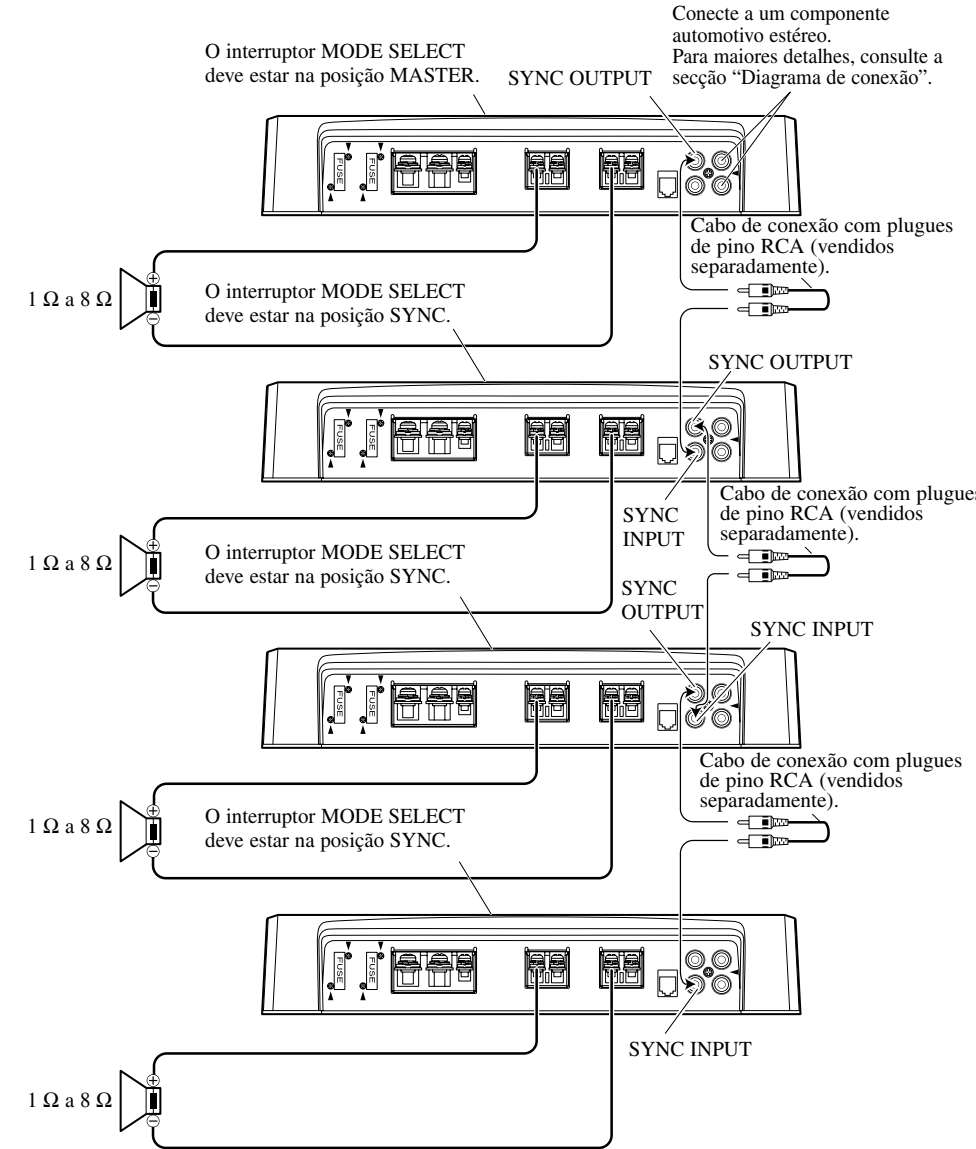 Conecte a um componente
automotivo estéreo.
Para maiores detalhes, consulte a
secção “Diagrama de conexão”.
O interruptor MODE SELECT
deve estar na posição MASTER.
SYNC OUTPUT
FUSE
FUSE
Cabo de conexão com plugues
de pino RCA (vendidos
separadamente).
1 Ω a 8 Ω
O interruptor MODE SELECT
deve estar na posição SYNC.
SYNC OUTPUT
FUSE
FUSE
Cabo de conexão com plugues
de pino RCA (vendidos
separadamente).
SYNC
INPUT
1 Ω a 8 Ω
O interruptor MODE SELECT
deve estar na posição SYNC.
SYNC
OUTPUT
SYNC INPUT
FUSE
FUSE
Cabo de conexão com plugues
de pino RCA (vendidos
separadamente).
1 Ω a 8 Ω
O interruptor MODE SELECT
deve estar na posição SYNC.
FUSE
FUSE
SYNC INPUT
1 Ω a 8 Ω